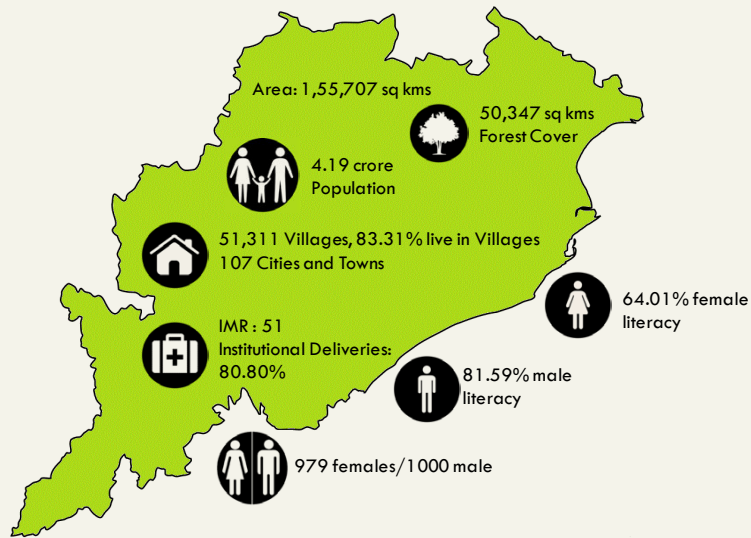 Area: 1,55,707 sq kms
50,347 sq kms
Forest Cover
4.19 crore
Population
51,311 Villages, 83.31% live in Villages
107 Cities and Towns
64.01% female
literacy
IMR : 51
Institutional Deliveries:
80.80%
81.59% male
literacy
979 females/1000 male